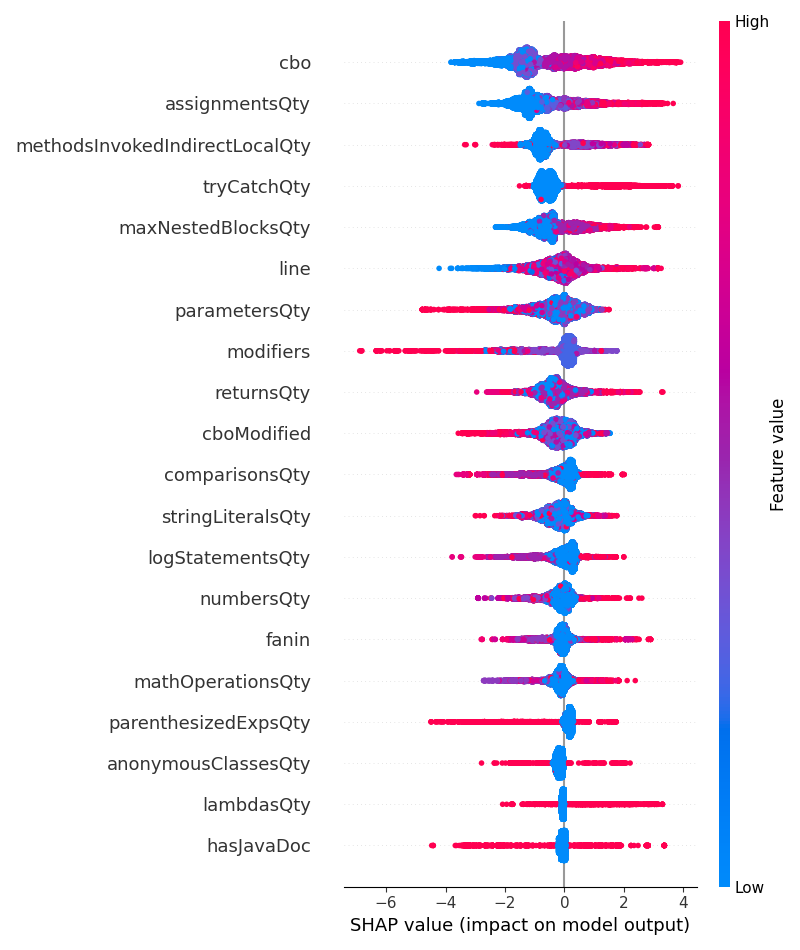 High
cbo
assignmentsQty
methodsInvokedIndirectLocalQty
tryCatchQty
maxNestedBlocksQty
line
parametersQty
modifiers
returnsQty
cboModified
comparisonsQty
stringLiteralsQty
logStatementsQty
numbersQty
fanin
mathOperationsQty
parenthesizedExpsQty
anonymousClassesQty
lambdasQty
hasJavaDoc
Feature value
Low
−6 −4 −2 0 2 4
SHAP value (impact on model output)